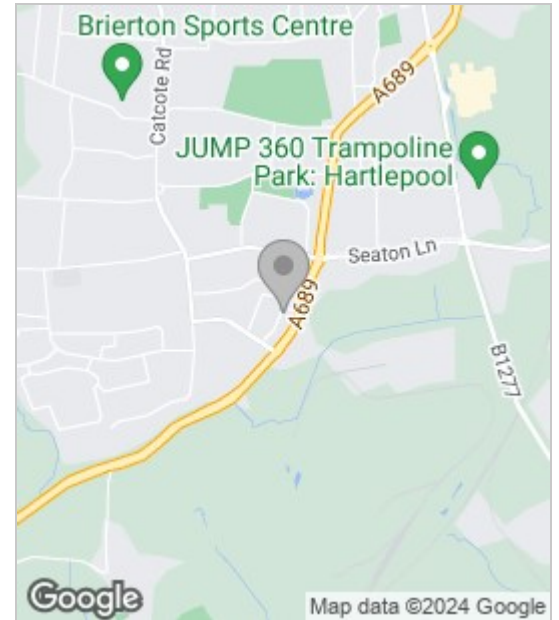 Brierton Sports Centre
Catcote Rd
A689
JUMP 360 Trampoline
Park: Hartlepool
Seaton Ln
A689
B1277
Google
Map data ©2024 Google